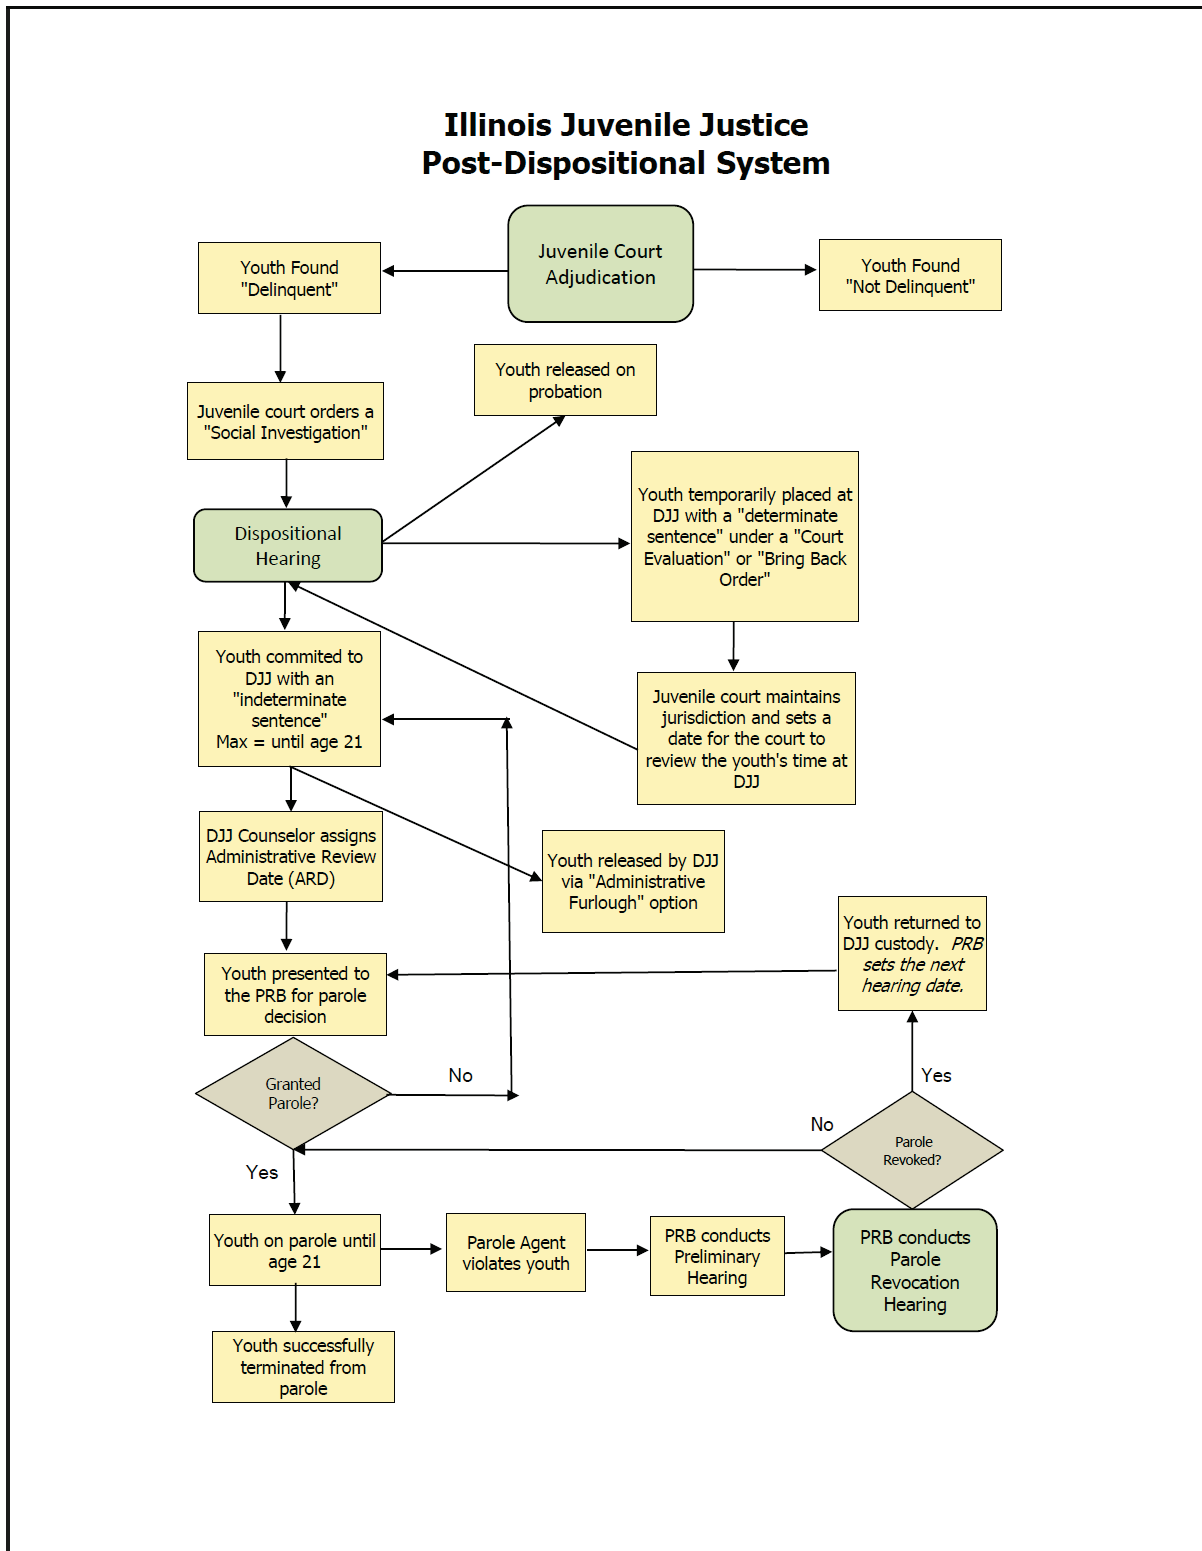 Illinois Juvenile Justice
Post-Dispositional System
Juvenile Court
Adjudication
Youth Found
"Delinquent"
Youth Found
"Not Delinquent"
Youth released on
probation
Juvenile court orders a
"Social Investigation"
Youth temporarily placed at
DJJ with a "determinate
sentence" under a "Court
Evaluation" or "Bring Back
Order"
Dispositional
Hearing
Youth commited to
DJJ with an
"indeterminate
sentence"
Max = until age 21
Juvenile court maintains
jurisdiction and sets a
date for the court to
review the youth's time at
DJJ
DJJ Counselor assigns
Administrative Review
Date (ARD)
Youth released by DJJ
via "Administrative
Furlough" option
Youth returned to
DJJ custody. PRB
sets the next
hearing date.
Youth presented to
the PRB for parole
decision
Granted
Parole?
No
Yes
No
Parole
Revoked?
Yes
Youth on parole until
age 21
Parole Agent
violates youth
PRB conducts
Preliminary
Hearing
PRB conducts
Parole
Revocation
Hearing
Youth successfully
terminated from
parole